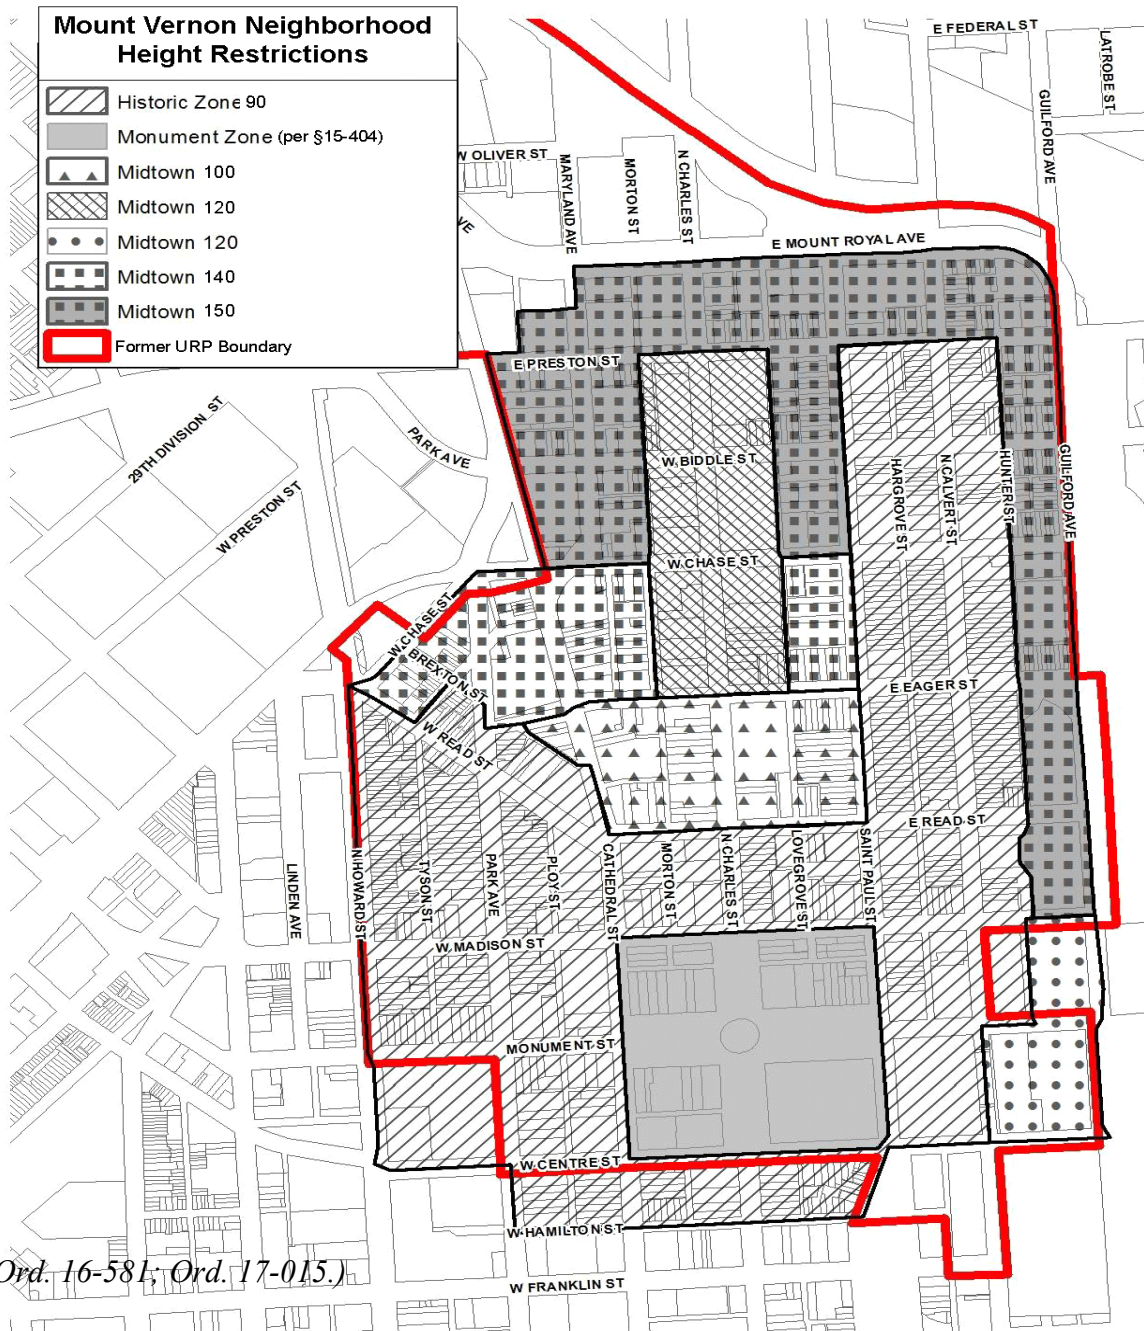 Mount Vernon Neighborhood
Height Restrictions
Historic Zone 90
Monument Zone (per §15-404)
Midtown 100
Midtown 120
Midtown 120
Midtown 140
Midtown 150
Former URP Boundary
E FEDERAL ST
LATROBE ST
GUILFORD AVE
W OLIVER ST
MARYLAND AVE
MORTON ST
N CHARLES ST
VE
E MOUNT ROYAL AVE
E PRESTON ST
29TH DIVISION ST
PARK AVE
W PRESTON ST
W BIDDLE ST
HARGROVE ST
N CALVERT ST
HUNTER ST
GUILFORD AVE
W CHASE ST
W CHASE ST
BREXTON ST
E EAGER ST
W READ ST
E READ ST
LINDEN AVE
N HOWARD ST
TYSON ST
PARK AVE
PLOY ST
CATHEDRAL ST
MORTON ST
N CHARLES ST
LOVEGROVE ST
SAINT PAUL ST
W MADISON ST
MONUMENT ST
W CENTRE ST
W HAMILTON ST
Ord. 16-581; Ord. 17-015.)
W FRANKLIN ST